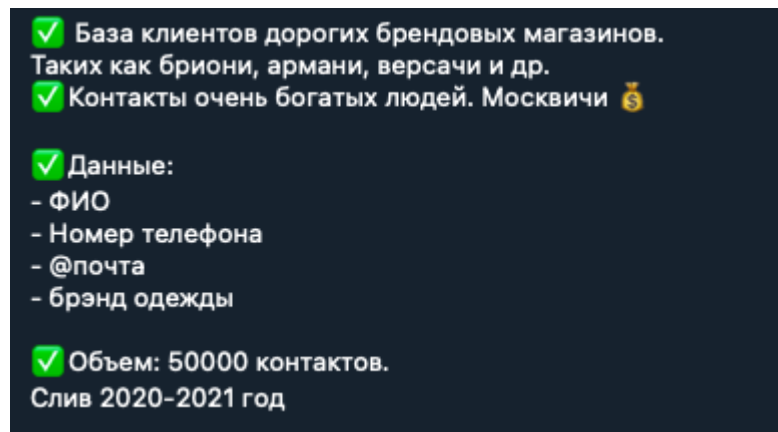 ✅ База клиентов дорогих брендовых магазинов.
Таких как бриони, армани, версачи и др.
✅ Контакты очень богатых людей. Москвичи 💰
✅ Данные:
- ФИО
- Номер телефона
- @почта
- брэнд одежды
✅ Объем: 50000 контактов.
Слив 2020-2021 год